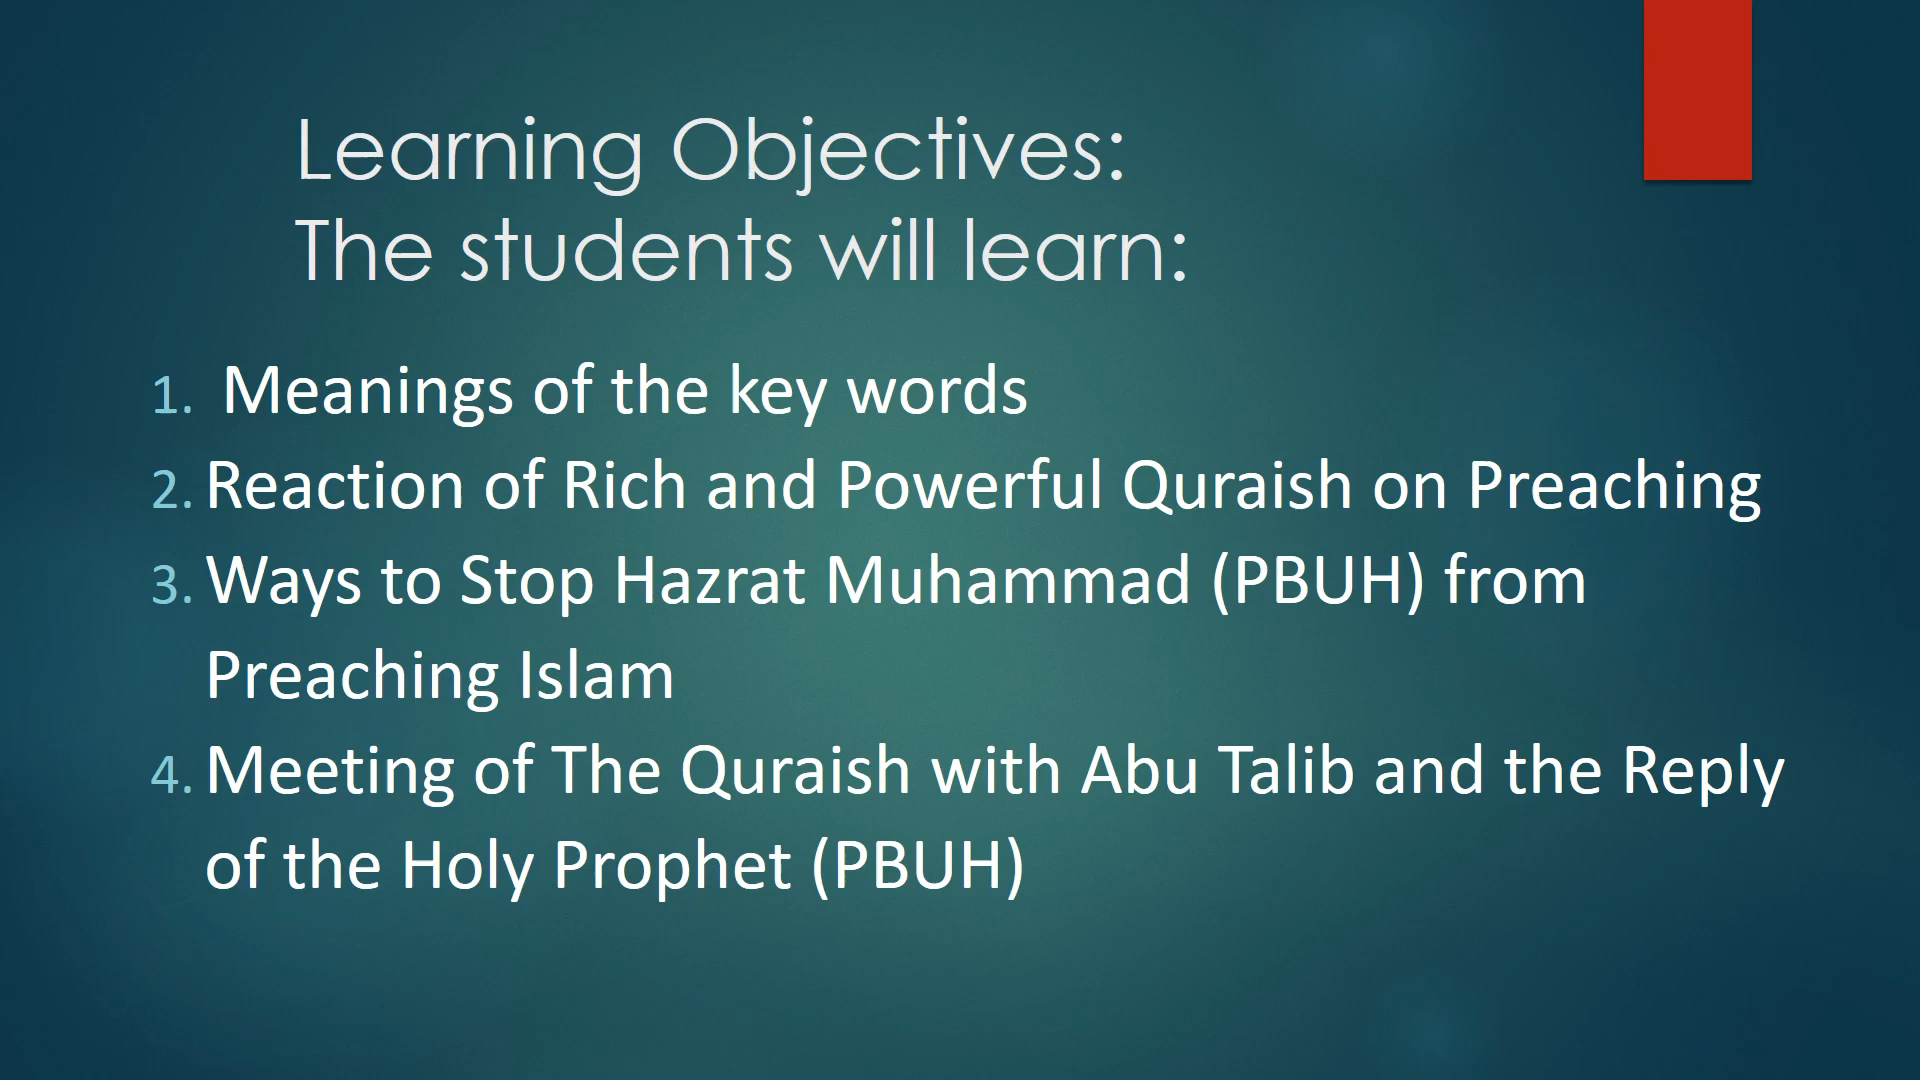 Learning Objectives:
The students will learn:
1. Meanings of the key words
2. Reaction of Rich and Powerful Quraish on Preaching
3. Ways to Stop Hazrat Muhammad (PBUH) from
Preaching Islam
4. Meeting of The Quraish with Abu Talib and the Reply
of the Holy Prophet (PBUH)